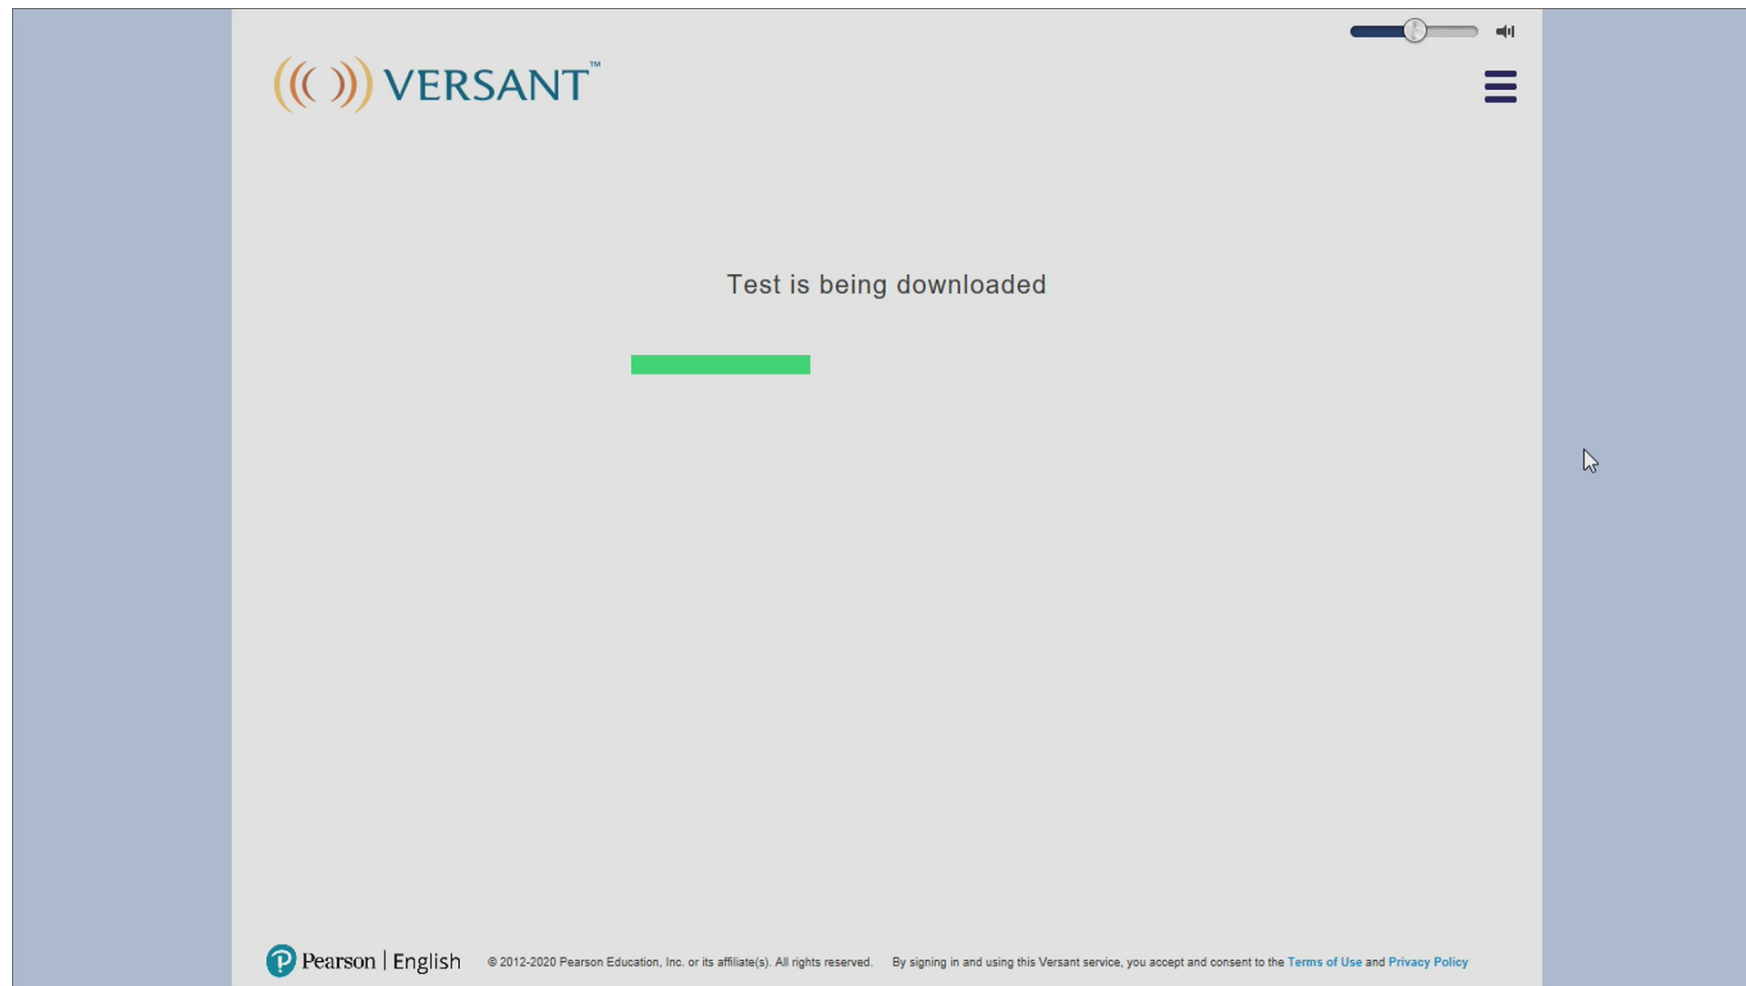 VERSANT™
Test is being downloaded
Pearson | English © 2012-2020 Pearson Education, Inc. or its affiliate(s). All rights reserved. By signing in and using this Versant service, you accept and consent to the Terms of Use and Privacy Policy